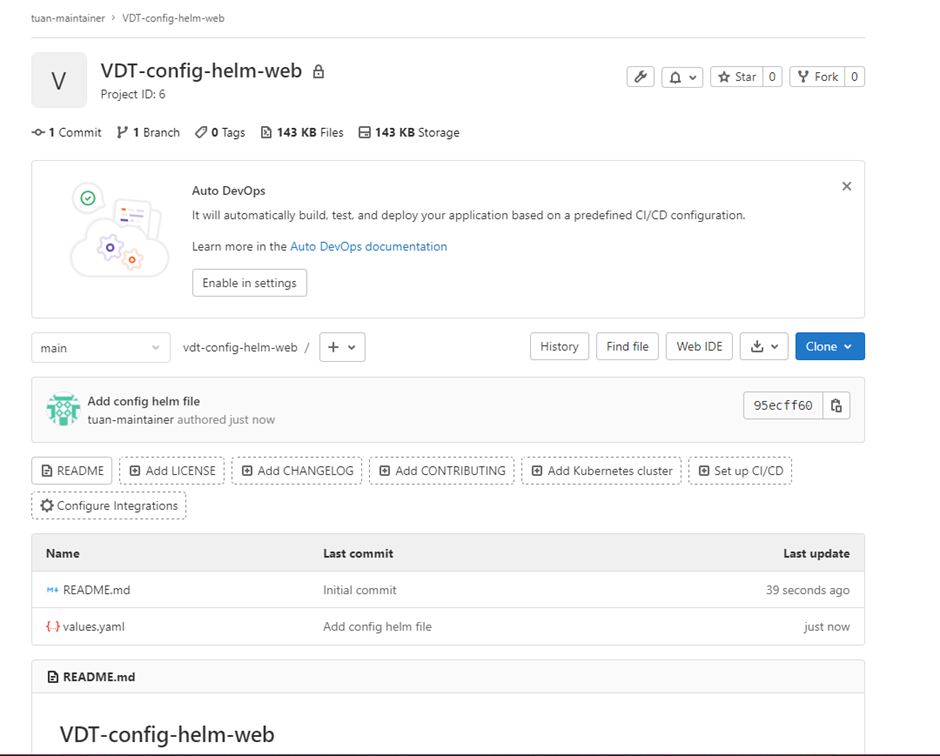 tuan-maintainer › VDT-config-helm-web
V
VDT-config-helm-web
Project ID: 6
Star 0
Fork 0
1 Commit 1 Branch 0 Tags 143 KB Files 143 KB Storage
Auto DevOps
It will automatically build, test, and deploy your application based on a predefined CI/CD configuration.
Learn more in the Auto DevOps documentation
Enable in settings
main
vdt-config-helm-web /
+
History Find file Web IDE Clone
Add config helm file
tuan-maintainer authored just now
95ecff60
README Add LICENSE Add CHANGELOG Add CONTRIBUTING Add Kubernetes cluster Set up CI/CD
Configure Integrations
Name Last commit Last update
README.md Initial commit 39 seconds ago
values.yaml Add config helm file just now
README.md
VDT-config-helm-web